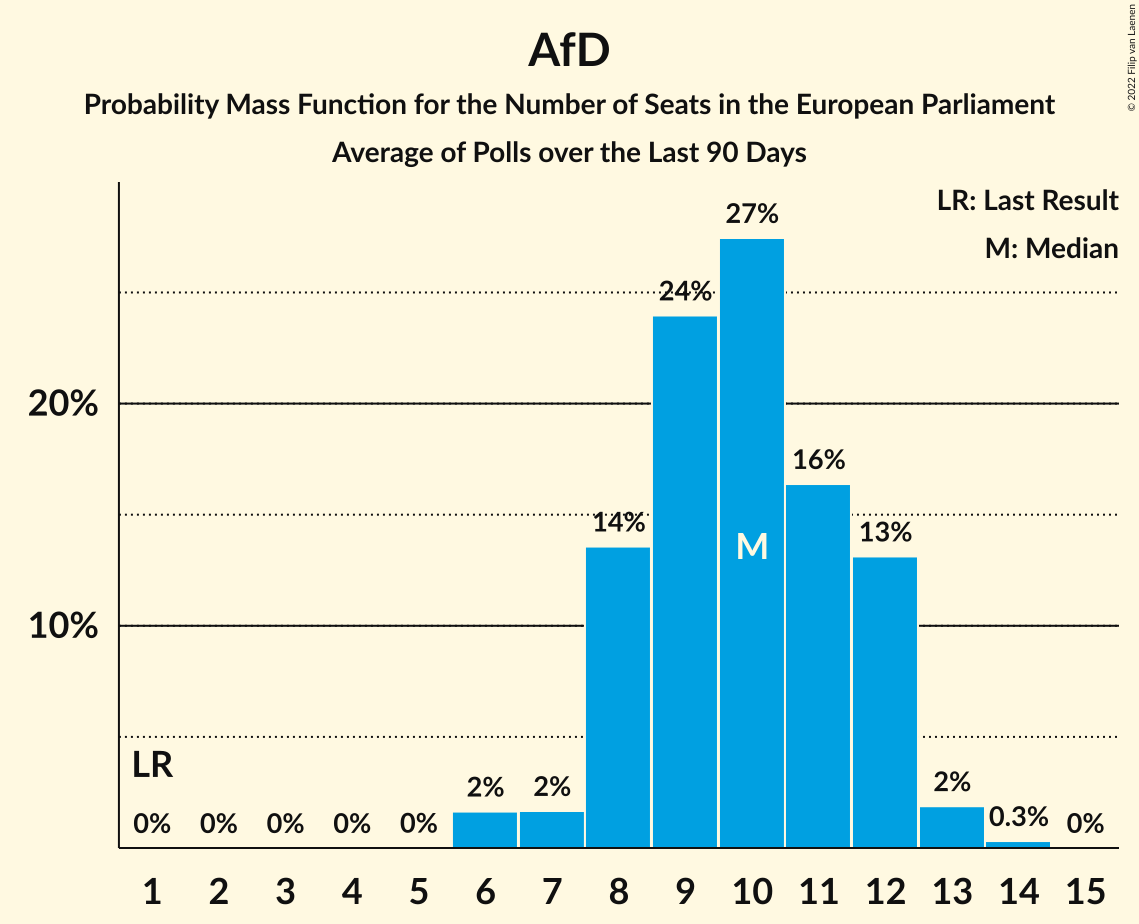 AfD
Probability Mass Function for the Number of Seats in the European Parliament
Average of Polls over the Last 90 Days
© 2022 Filip van Laenen
LR: Last Result
M: Median
27%
24%
20%
16%
14%
13%
M
10%
LR
0% 0% 0% 0% 0% 2% 2% 2% 0.3% 0%
1 2 3 4 5 6 7 8 9 10 11 12 13 14 15